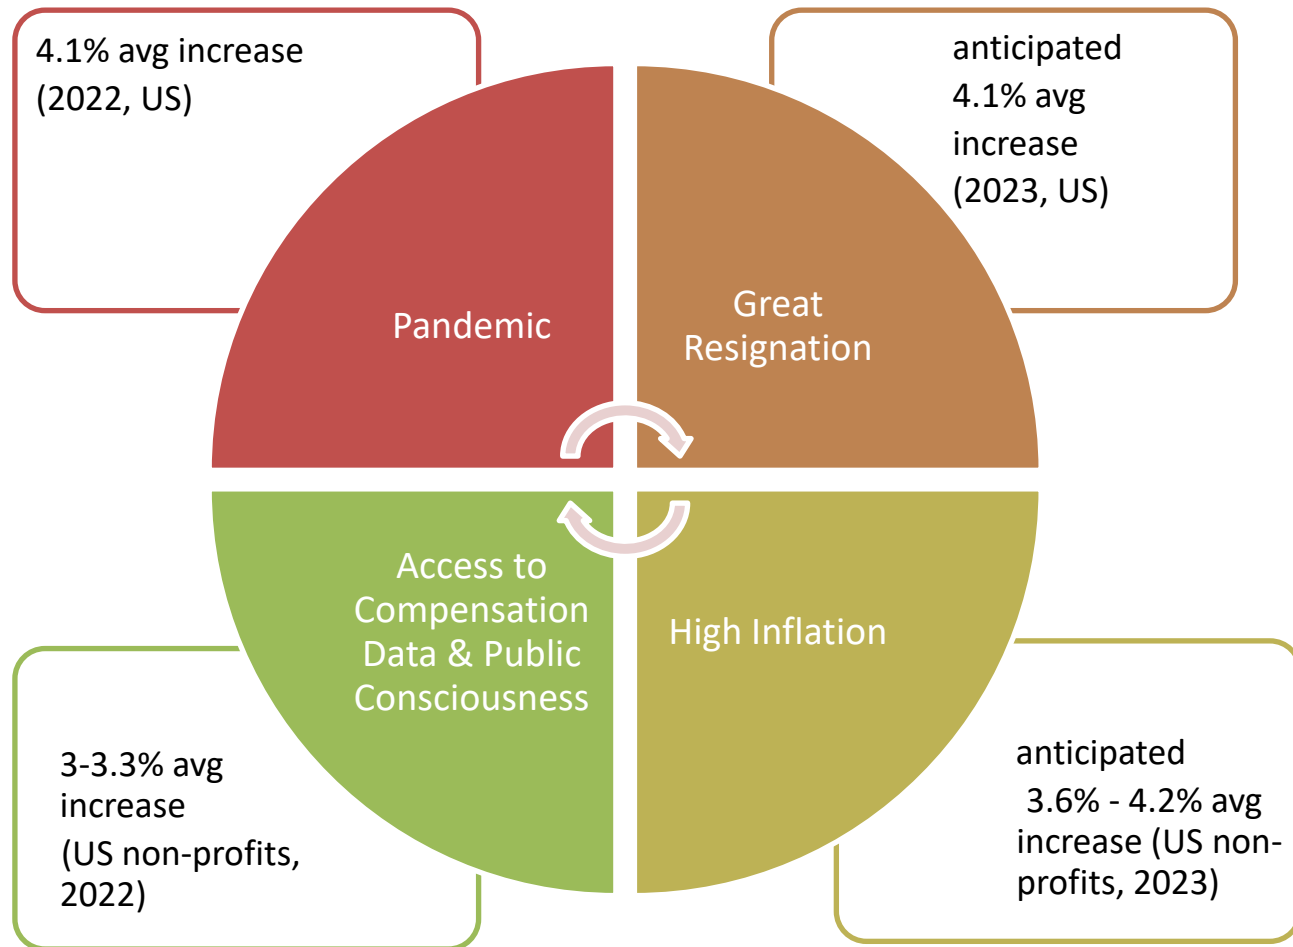 4.1% avg increase
(2022, US)
anticipated
4.1% avg
increase
(2023, US)
Pandemic
Great
Resignation
Access to
Compensation
Data & Public
Consciousness
High Inflation
3-3.3% avg
increase
(US non-profits,
2022)
anticipated
3.6% - 4.2% avg
increase (US non-
profits, 2023)